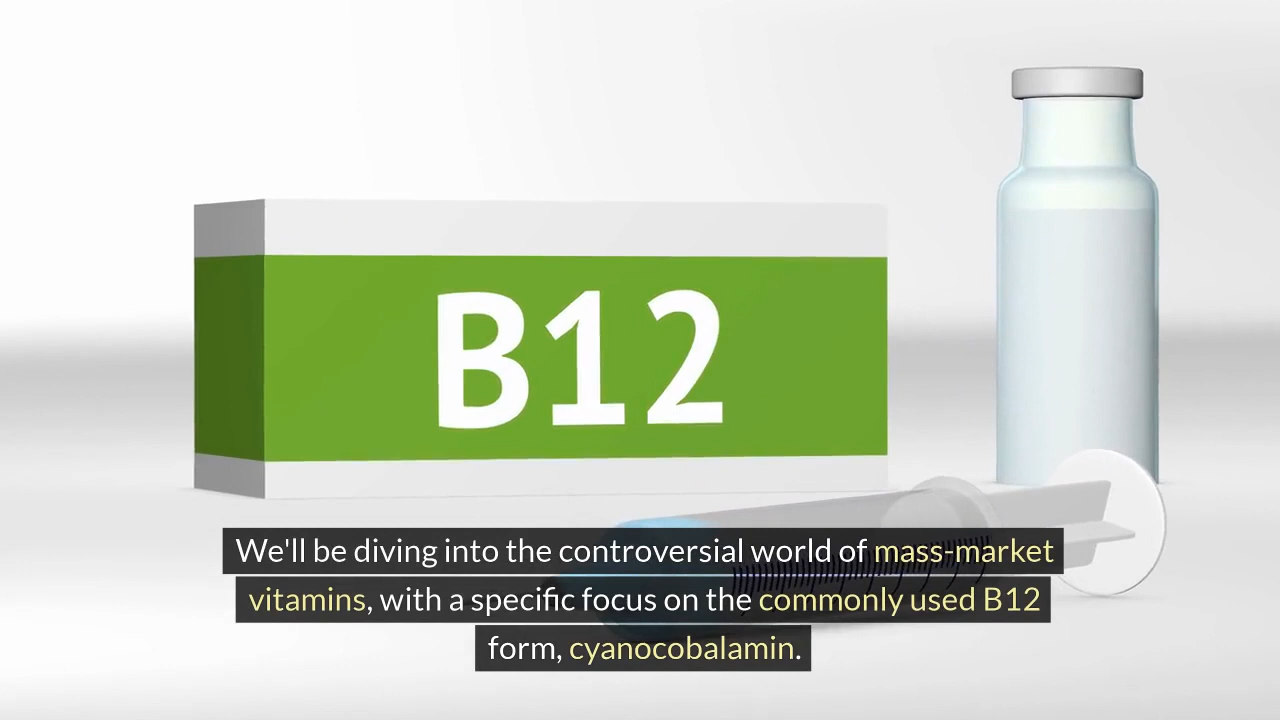 B12
We'll be diving into the controversial world of mass-market
vitamins, with a specific focus on the commonly used B12
form, cyanocobalamin.